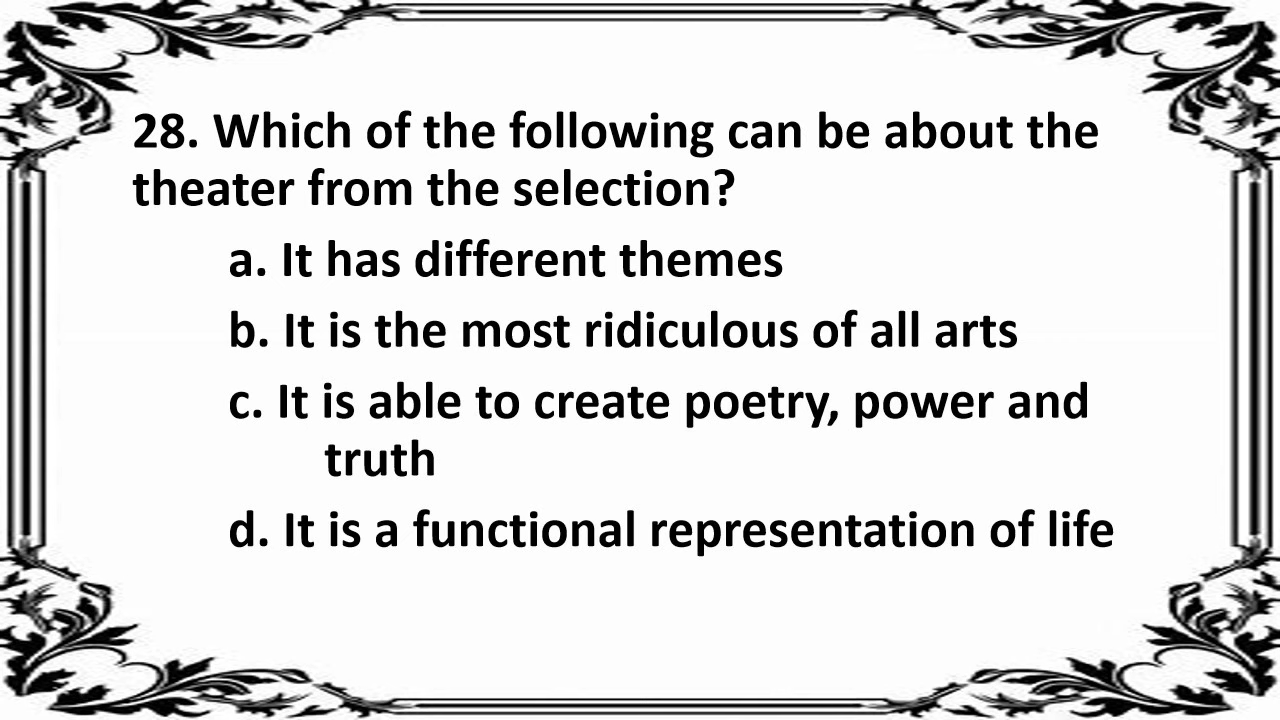 28. Which of the following can be about the
theater from the selection?
a. It has different themes
b. It is the most ridiculous of all arts
c. It is able to create poetry, power and
truth
d. It is a functional representation of life